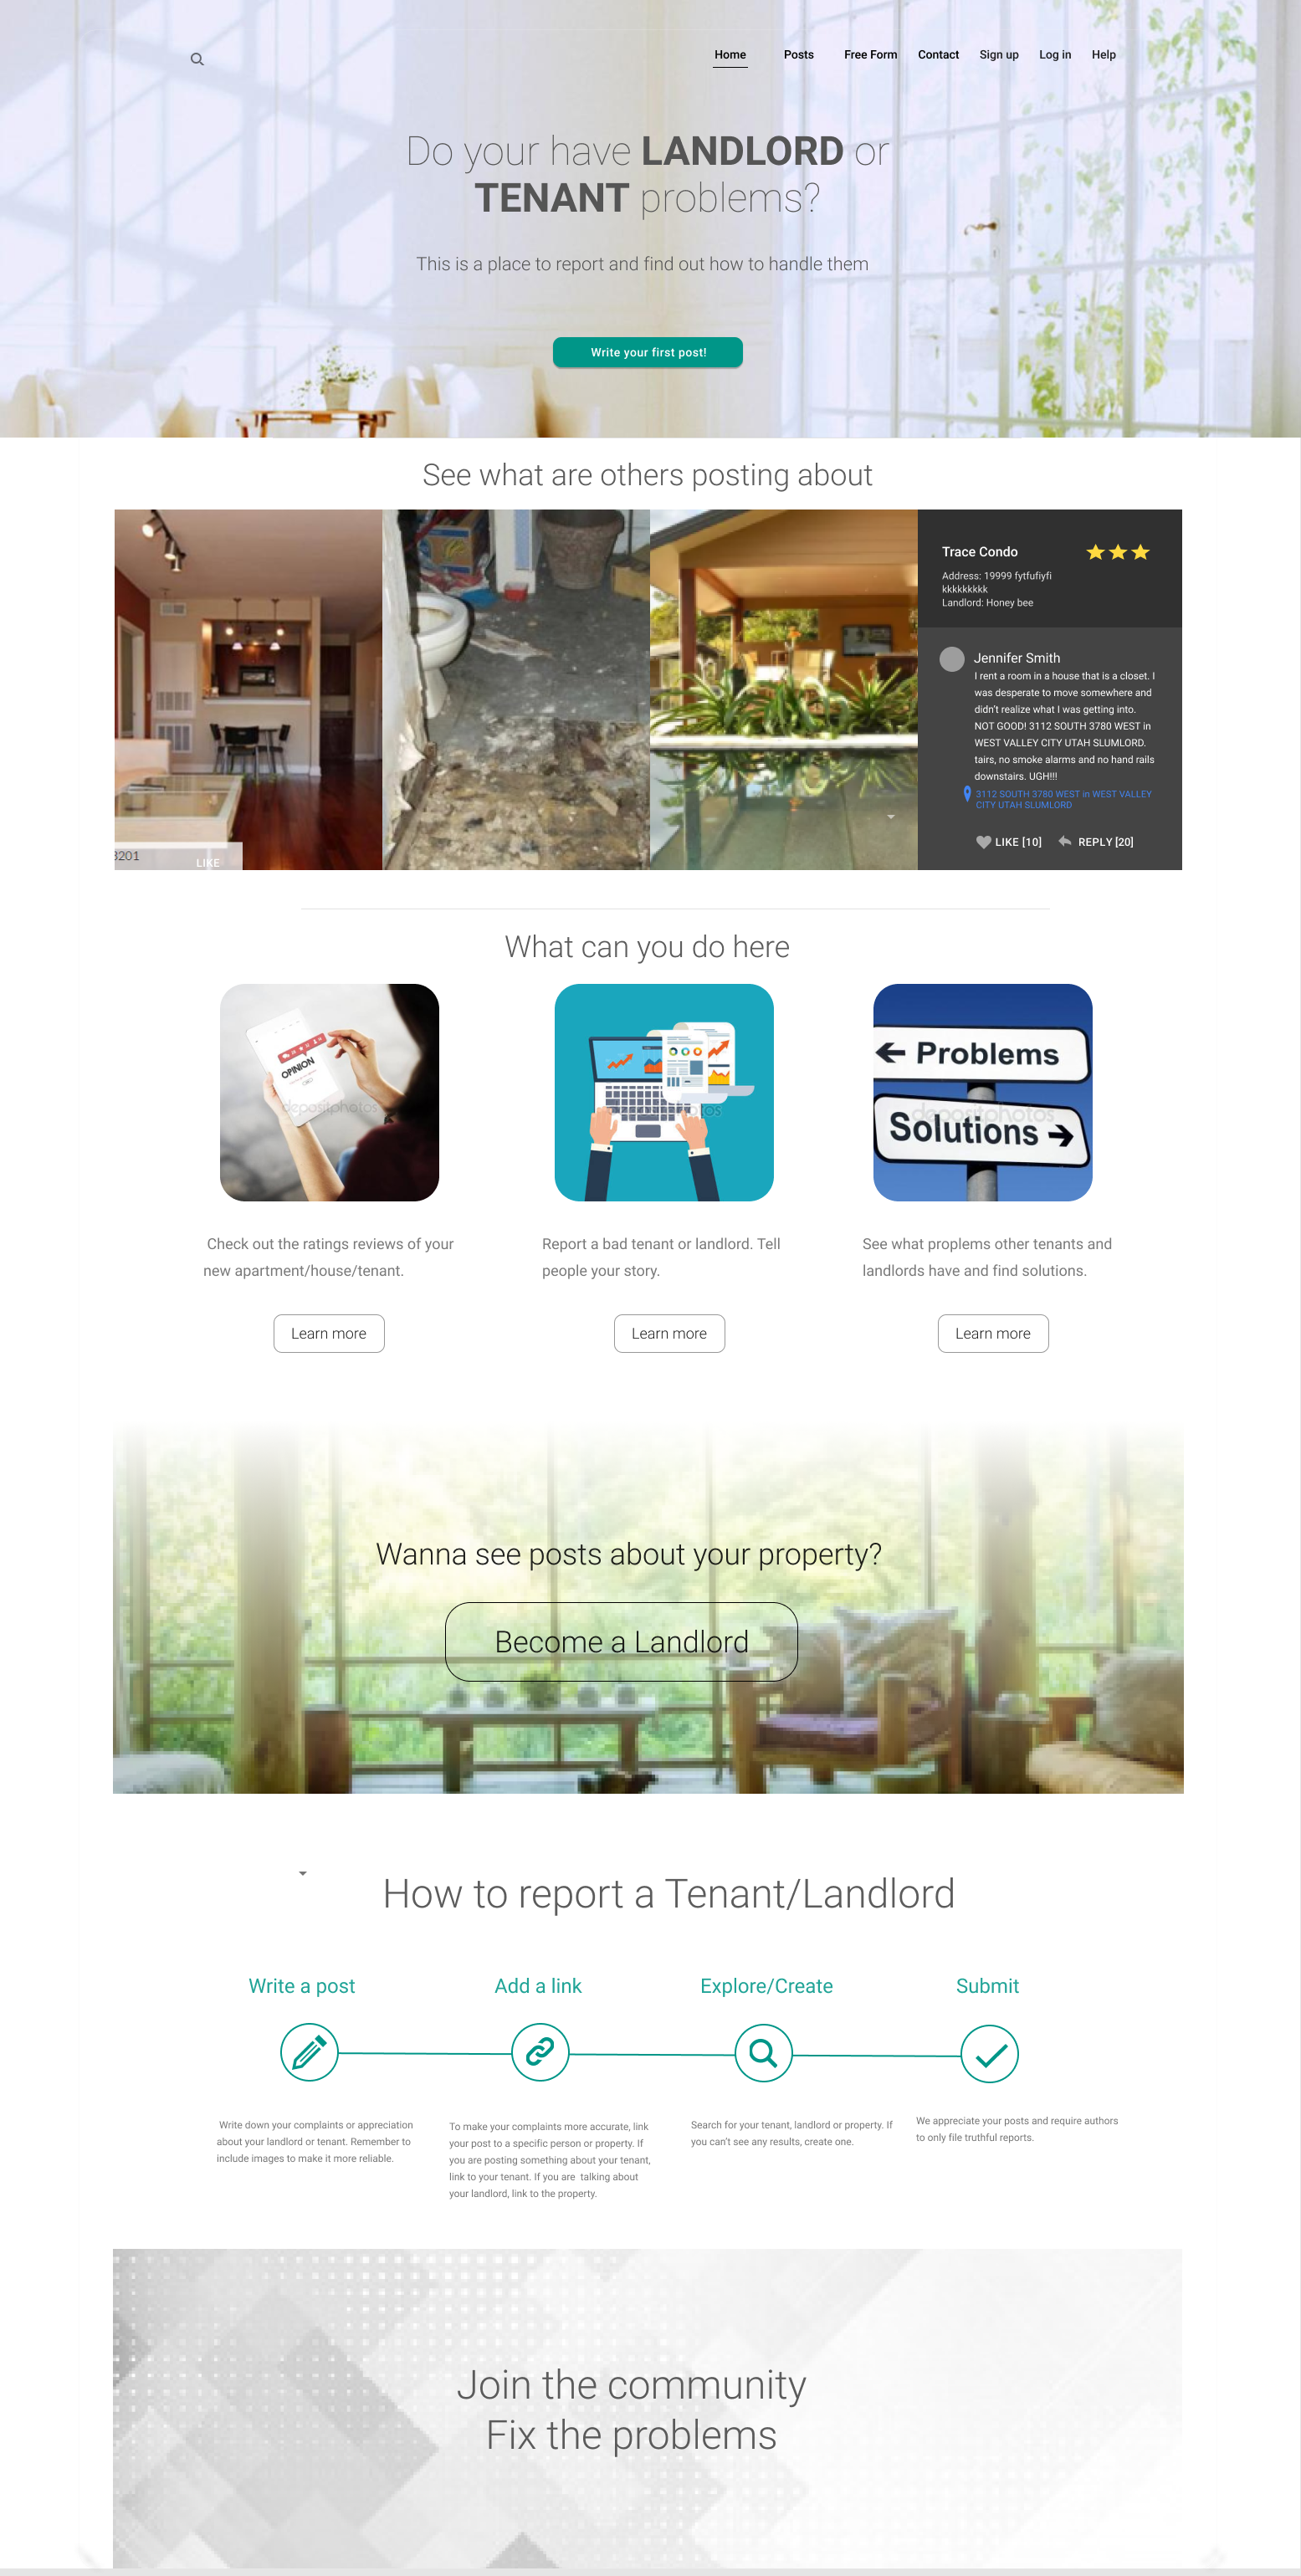 Home Posts Free Form Contact Sign up Log in Help
Do your have LANDLORD or
TENANT problems?
This is a place to report and find out how to handle them
Write your first post!
See what are others posting about
Trace Condo
Address: 19999 fytfufiyfi
kkkkkkkkk
Landlord: Honey bee
Jennifer Smith
I rent a room in a house that is a closet. I
was desperate to move somewhere and
didn't realize what I was getting into.
NOT GOOD! 3112 SOUTH 3780 WEST in
WEST VALLEY CITY UTAH SLUMLORD.
tairs, no smoke alarms and no hand rails
downstairs. UGH!!!
3112 SOUTH 3780 WEST in WEST VALLEY
CITY UTAH SLUMLORD
LIKE [10] REPLY [20]
3201
LIKE
What can you do here
OPINION
depositphotos
Problems
depositphotos
Solutions
Check out the ratings reviews of your
new apartment/house/tenant.
Learn more
Report a bad tenant or landlord. Tell
people your story.
Learn more
See what proplems other tenants and
landlords have and find solutions.
Learn more
Wanna see posts about your property?
Become a Landlord
How to report a Tenant/Landlord
Write a post
Add a link
Explore/Create
Submit
Write down your complaints or appreciation
about your landlord or tenant. Remember to
include images to make it more reliable.
To make your complaints more accurate, link
your post to a specific person or property. If
you are posting something about your tenant,
link to your tenant. If you are talking about
your landlord, link to the property.
Search for your tenant, landlord or property. If
you can't see any results, create one.
We appreciate your posts and require authors
to only file truthful reports.
Join the community
Fix the problems